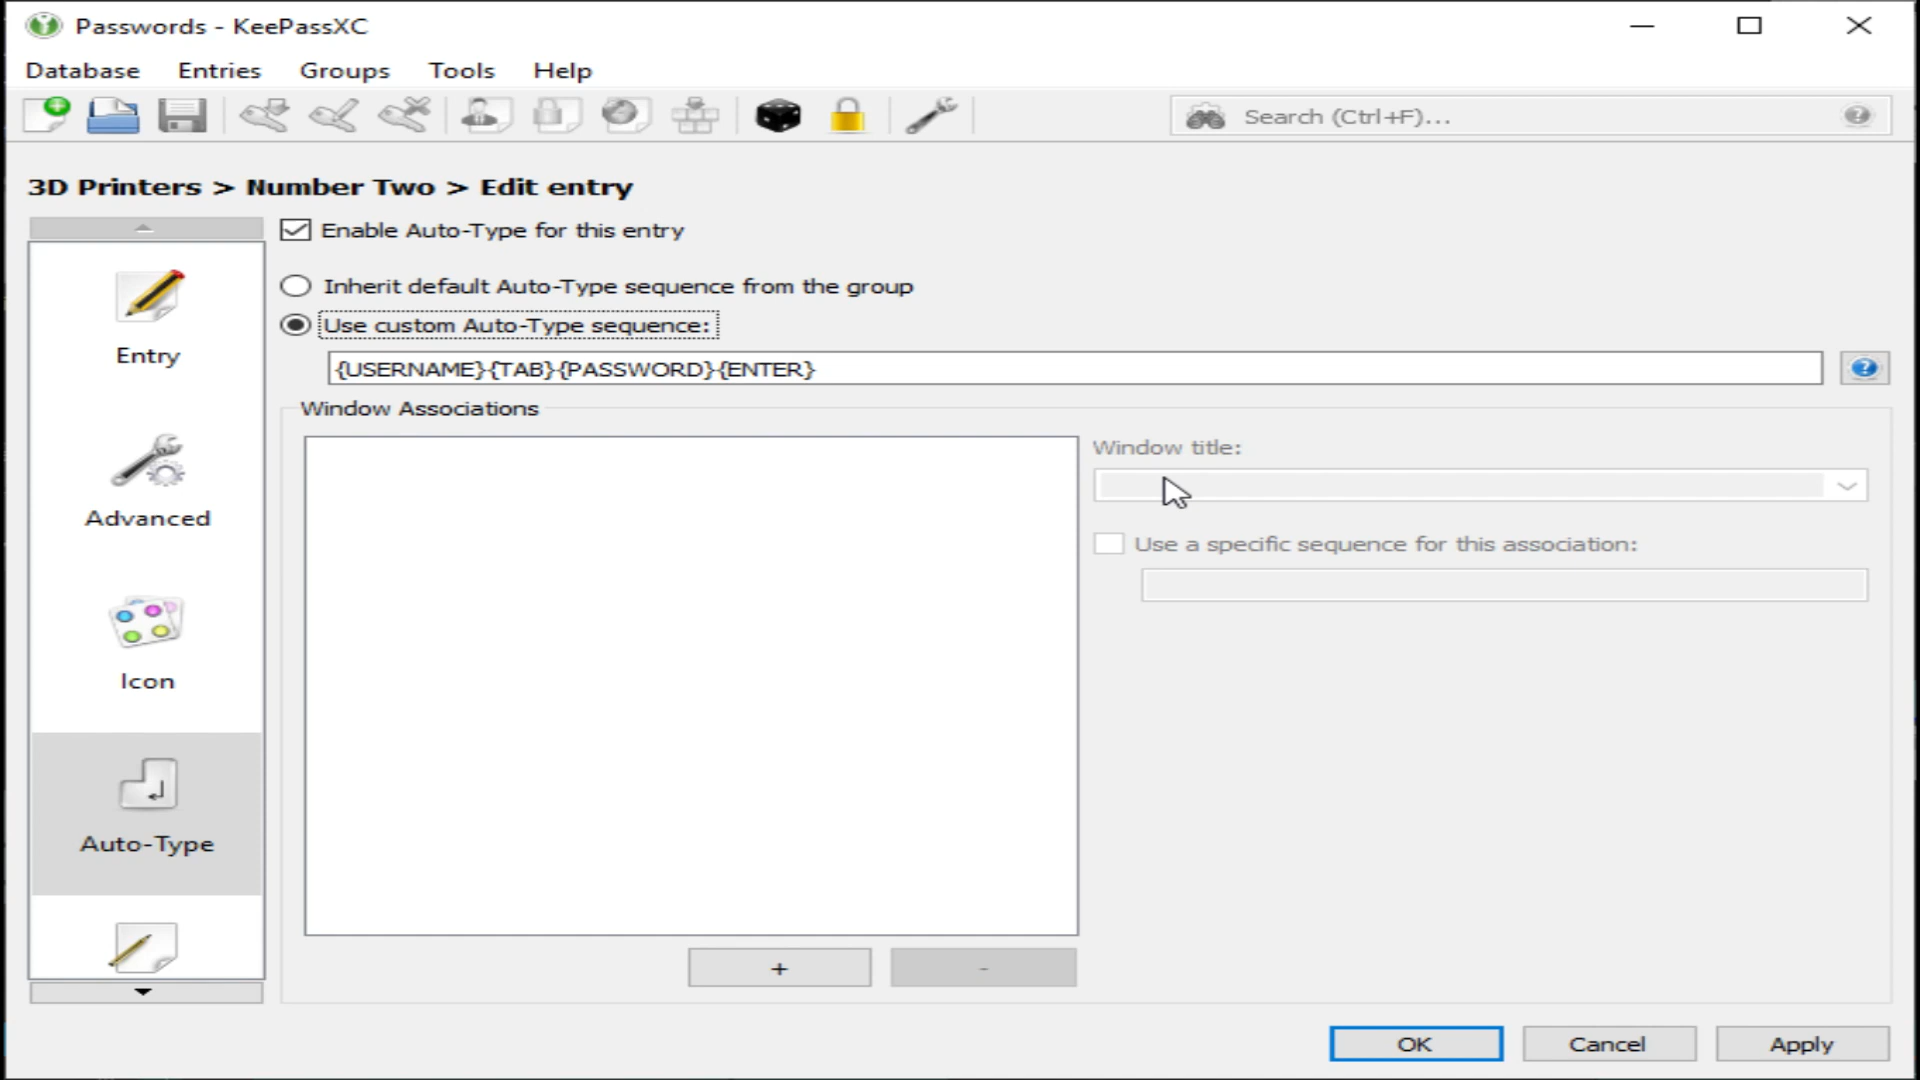 Passwords - KeePassXC
Database Entries Groups Tools Help
Search (Ctrl+F)...
3D Printers > Number Two > Edit entry
Enable Auto-Type for this entry
Inherit default Auto-Type sequence from the group
Use custom Auto-Type sequence:
{USERNAME}{TAB}{PASSWORD}{ENTER}
Window Associations
Window title:
Use a specific sequence for this association:
Entry
Advanced
Icon
Auto-Type
+ -
OK Cancel Apply